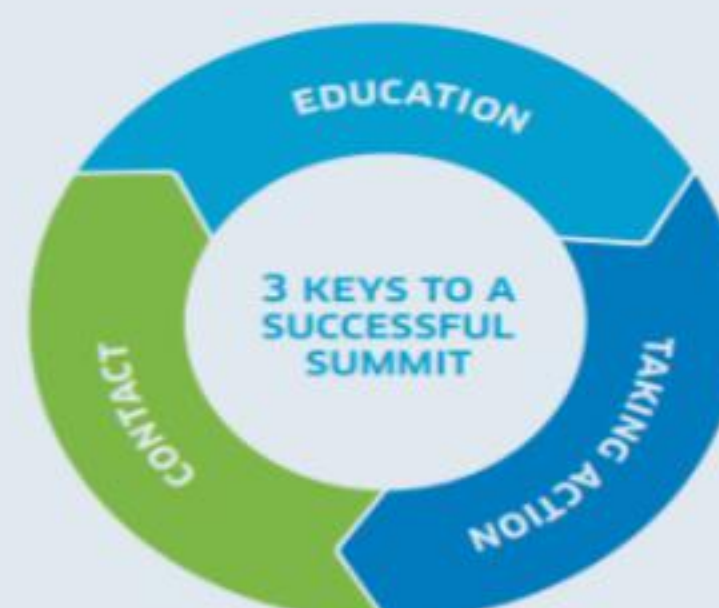 EDUCATION
3 KEYS TO A
SUCCESSFUL
SUMMIT
CONTACT
TAKING ACTION